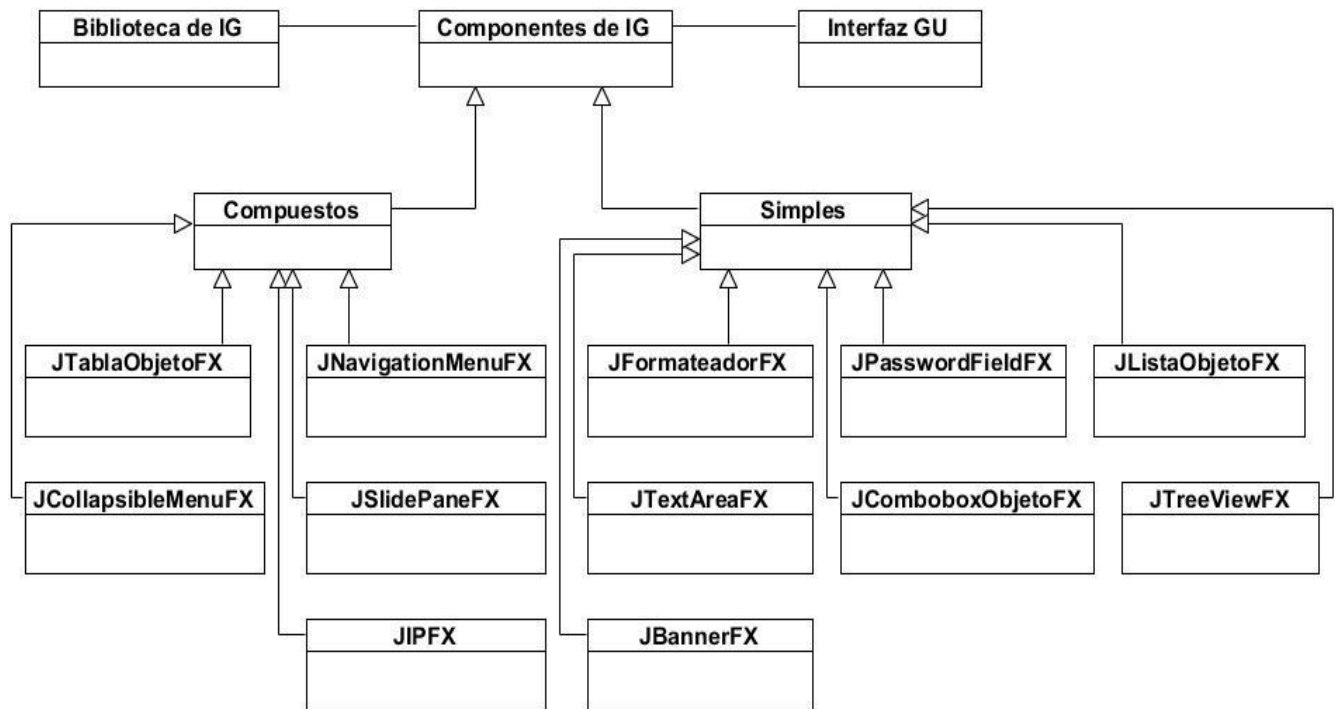 Biblioteca de IG
Componentes de IG
Interfaz GU
Compuestos
Simples
JTablaObjetoFX
JNavigationMenuFX
JFormateadorFX
JPasswordFieldFX
JListaObjetoFX
JCollapsibleMenuFX
JSlidePaneFX
JTextAreaFX
JComboboxObjetoFX
JTreeViewFX
JIPFX
JBannerFX